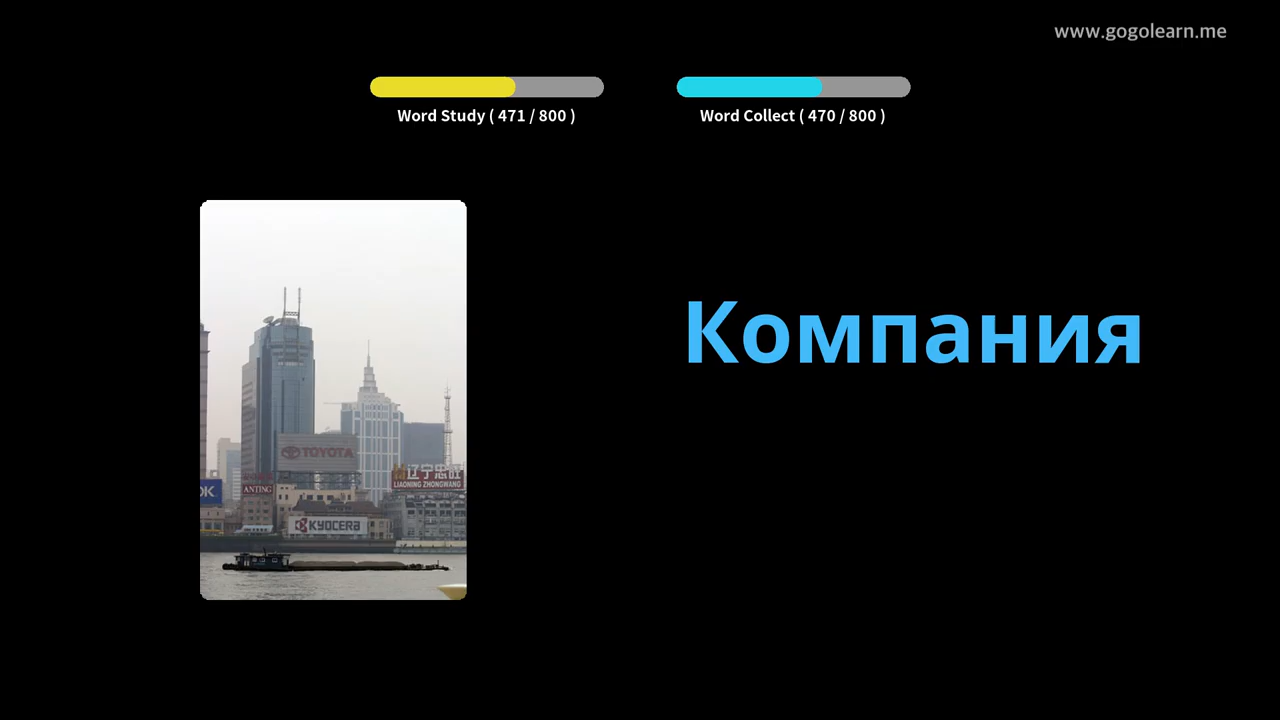 www.gogolearn.me
Word Study ( 471 / 800 )
Word Collect ( 470 / 800 )
Компания
TOYOTA
辽宁忠旺
LIAONING ZHONGWANG
ANTING
KYOCERA